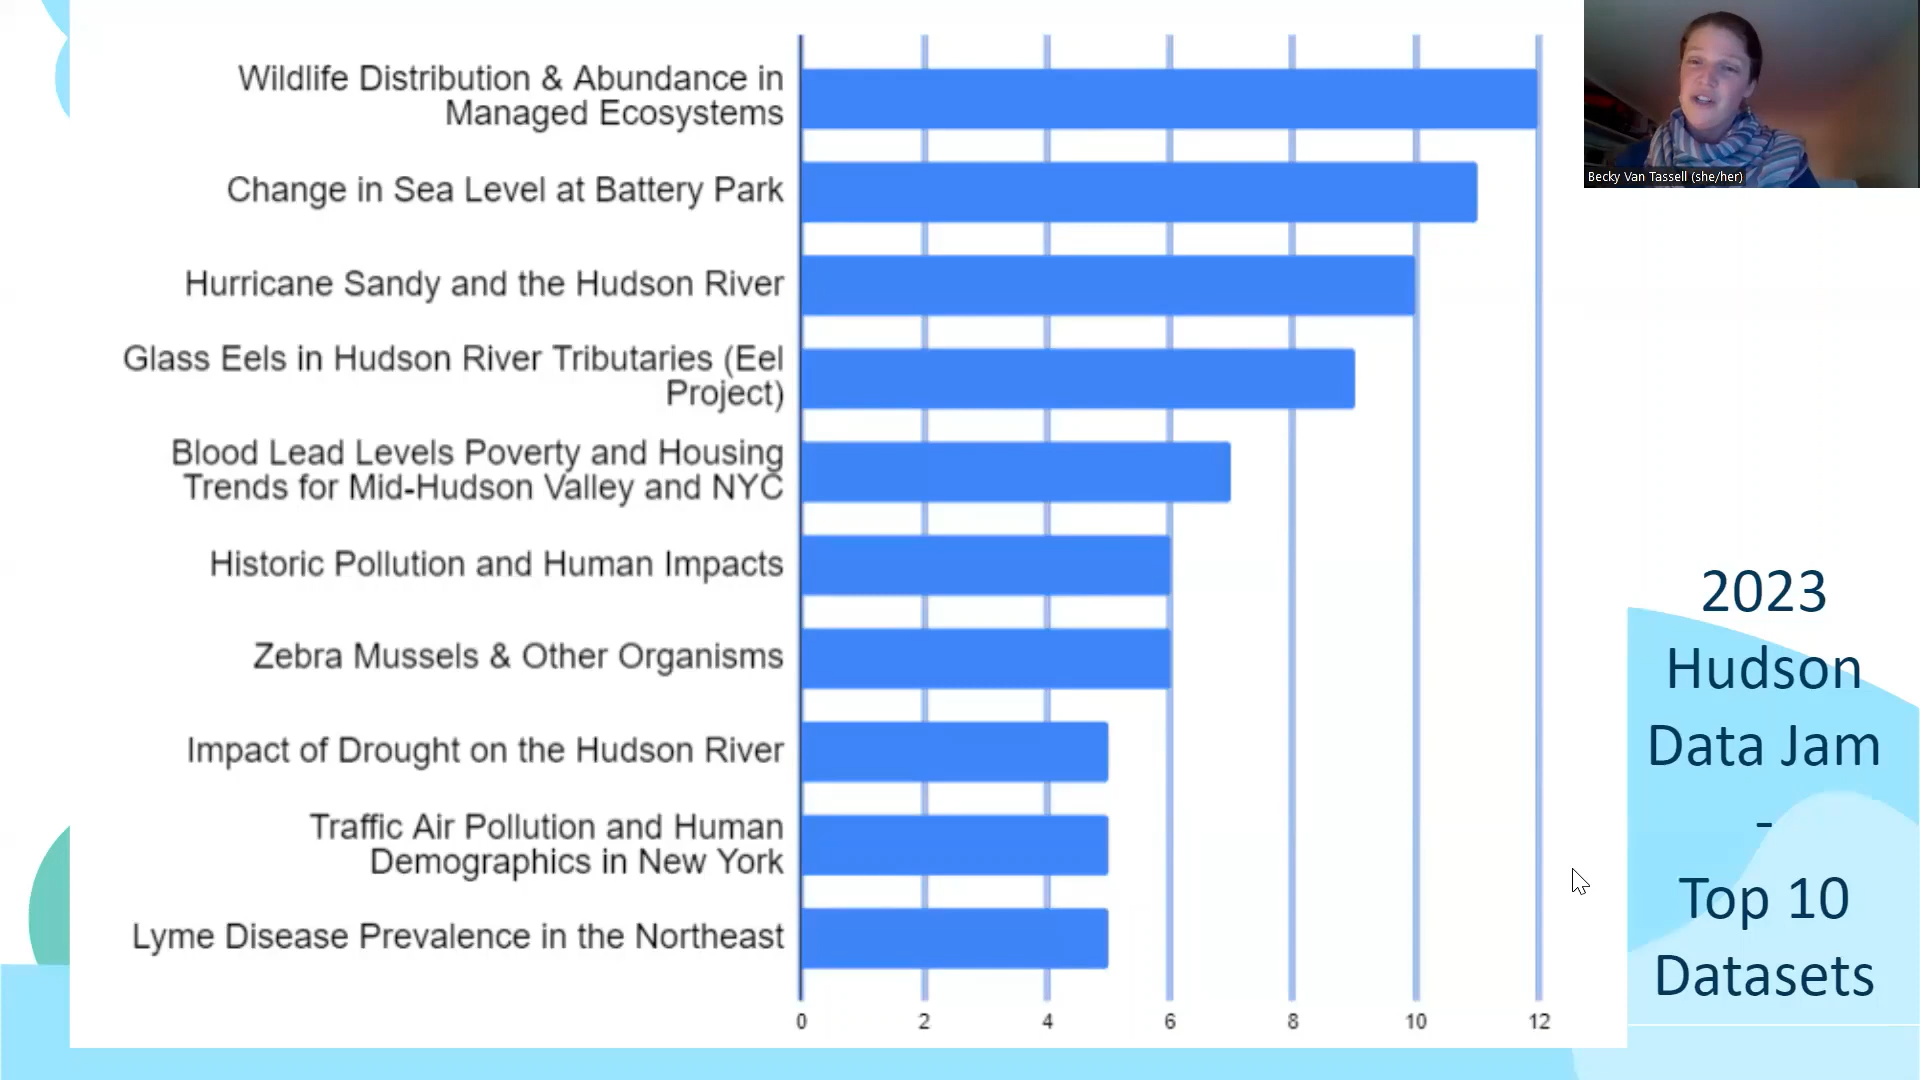 Wildlife Distribution & Abundance in
Managed Ecosystems
Change in Sea Level at Battery Park
Hurricane Sandy and the Hudson River
Glass Eels in Hudson River Tributaries (Eel
Project)
Blood Lead Levels Poverty and Housing
Trends for Mid-Hudson Valley and NYC
Historic Pollution and Human Impacts
Zebra Mussels & Other Organisms
Impact of Drought on the Hudson River
Traffic Air Pollution and Human
Demographics in New York
Lyme Disease Prevalence in the Northeast
0 2 4 6 8 10 12
Becky Van Tassell (she/her)
2023
Hudson
Data Jam
-
Top 10
Datasets